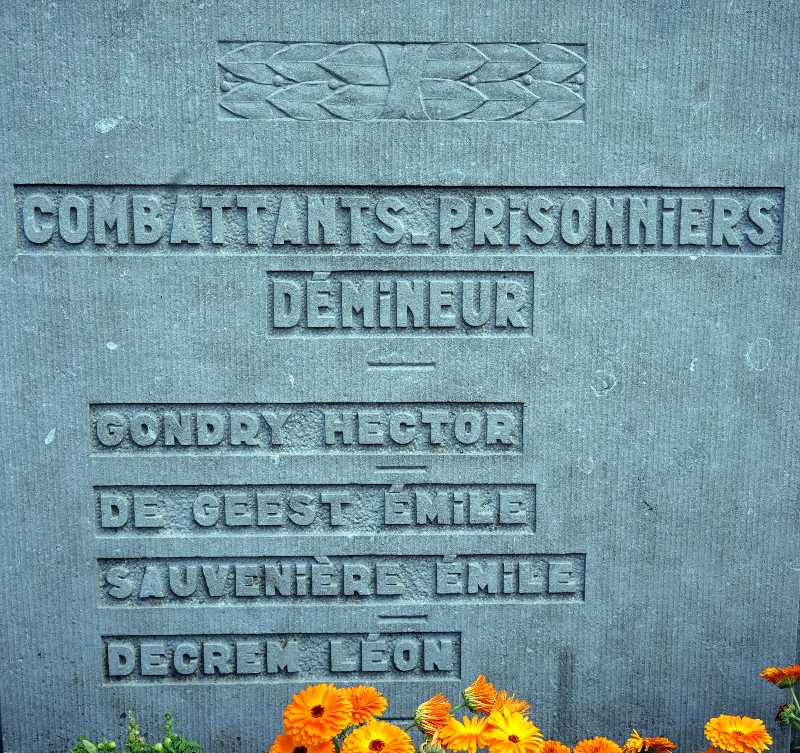 COMBATTANTS_PRiSONNiERS
DÉMiNEUR
GONDRY HECTOR
DE GEEST ÉMiLE
SAUVENiÈRE ÉMiLE
DECREM LÉON